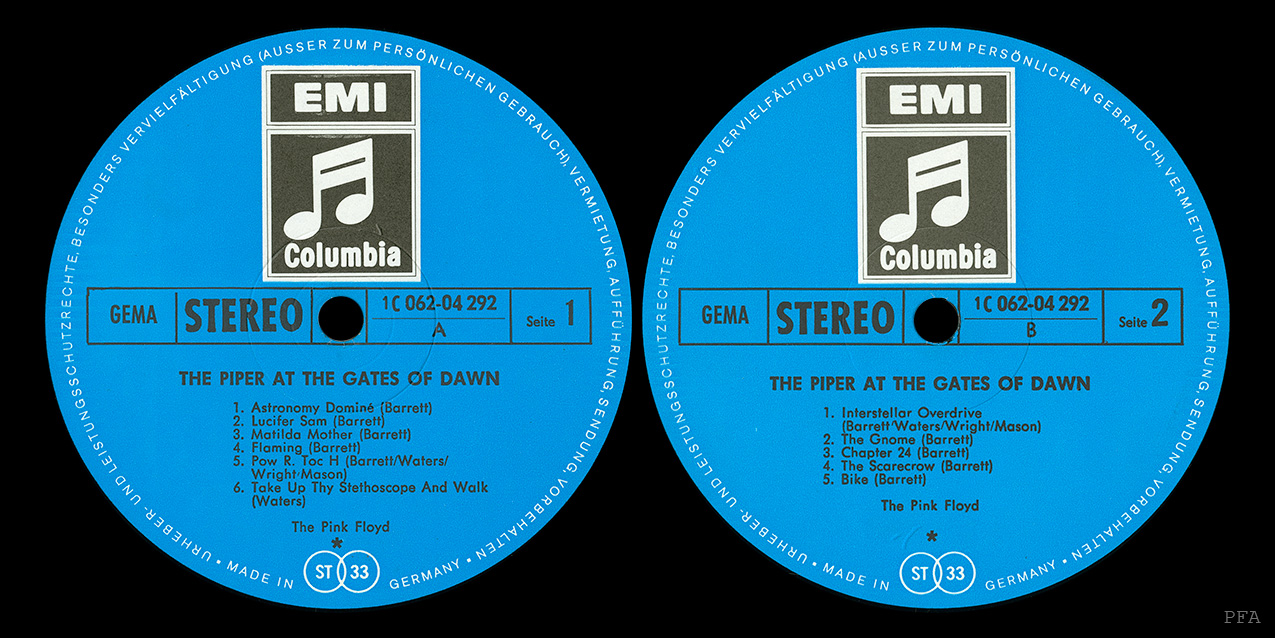 URHEBER- UND LEISTUNGSSCHUTZRECHTE, BESONDERS VERVIELFÄLTIGUNG (AUSSER ZUM PERSÖNLICHEN GEBRAUCH), VERMIETUNG, AUFFÜHRUNG, SENDUNG, VORBEHALTEN
EMI
Columbia
GEMA STEREO 1C 062-04 292 Seite 1
A
THE PIPER AT THE GATES OF DAWN
1. Astronomy Dominé (Barrett)
2. Lucifer Sam (Barrett)
3. Matilda Mother (Barrett)
4. Flaming (Barrett)
5. Pow R. Toc H (Barrett/Waters/
Wright/Mason)
6. Take Up Thy Stethoscope And Walk
(Waters)
The Pink Floyd
*
• MADE IN ST 33 GERMANY •
URHEBER- UND LEISTUNGSSCHUTZRECHTE, BESONDERS VERVIELFÄLTIGUNG (AUSSER ZUM PERSÖNLICHEN GEBRAUCH), VERMIETUNG, AUFFÜHRUNG, SENDUNG, VORBEHALTEN
EMI
Columbia
GEMA STEREO 1C 062-04 292 Seite 2
B
THE PIPER AT THE GATES OF DAWN
1. Interstellar Overdrive
(Barrett/Waters/Wright/Mason)
2. The Gnome (Barrett)
3. Chapter 24 (Barrett)
4. The Scarecrow (Barrett)
5. Bike (Barrett)
The Pink Floyd
*
• MADE IN ST 33 GERMANY •
PFA